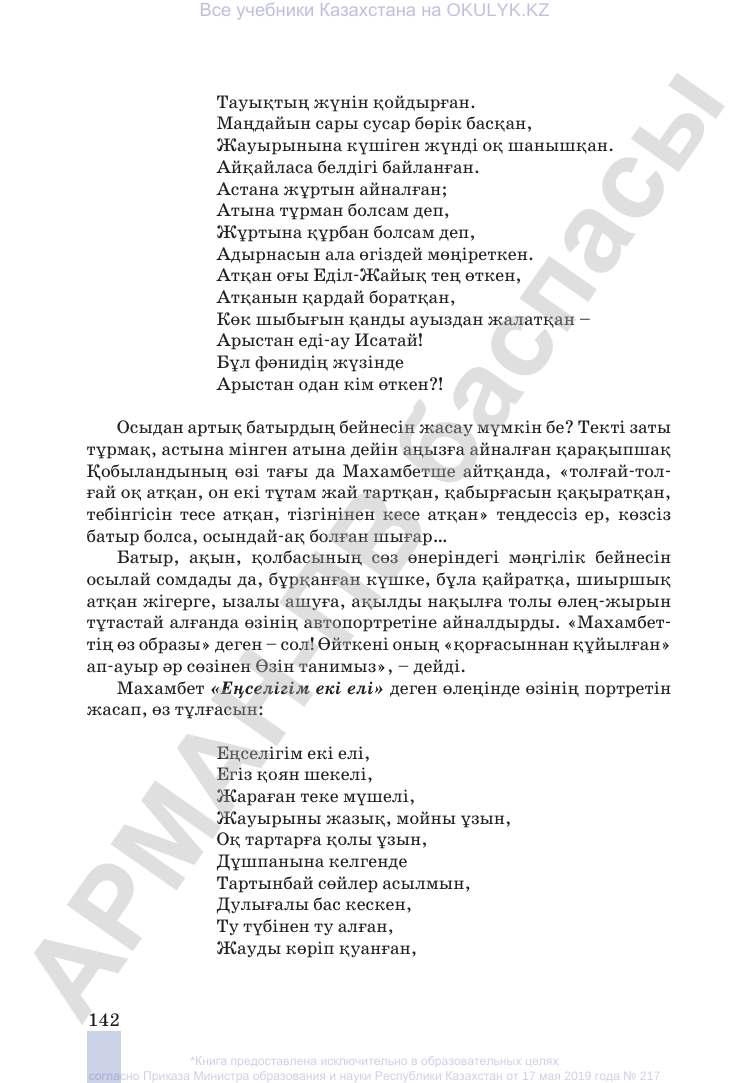 Все учебники Казахстана на OKULYK.KZ
Тауықтың жүнін қойдырған.
Маңдайын сары сусар бөрік басқан,
Жауырынына күшіген жүнді оқ шанышқан.
Айқайласа белдігі байланған.
Астана жұртын айналған;
Атына тұрман болсам деп,
Жұртына құрбан болсам деп,
Адырнасын ала өгіздей мөңіреткен.
Атқан оғы Еділ-Жайық тең өткен,
Атқанын қардай боратқан,
Көк шыбығын қанды ауыздан жалатқан –
Арыстан еді-ау Исатай!
Бұл фәнидің жүзінде
Арыстан одан кім өткен?!
Осыдан артық батырдың бейнесін жасау мүмкін бе? Текті заты
тұрмақ, астына мінген атына дейін аңызға айналған қарақыпшақ
Қобыландының өзі тағы да Махамбетше айтқанда, «толғай-тол-
ғай оқ атқан, он екі тұтам жай тартқан, қабырғасын қақыратқан,
тебінгісін тесе атқан, тізгінінен кесе атқан» теңдессіз ер, көзсіз
батыр болса, осындай-ақ болған шығар...
Батыр, ақын, қолбасының сөз өнеріндегі мәңгілік бейнесін
осылай сомдады да, бұрқанған күшке, бұла қайратқа, шиыршық
атқан жігерге, ызалы ашуға, ақылды нақылға толы өлең-жырын
тұтастай алғанда өзінің автопортретіне айналдырды. «Махамбет-
тің өз образы» деген – сол! Өйткені оның «қорғасыннан құйылған»
ап-ауыр әр сөзінен Өзін танимыз», – дейді.
Махамбет «Еңселігім екі елі» деген өлеңінде өзінің портретін
жасап, өз тұлғасын:
Еңселігім екі елі,
Егіз қоян шекелі,
Жараған теке мүшелі,
Жауырыны жазық, мойны ұзын,
Оқ тартарға қолы ұзын,
Дұшпанына келгенде
Тартынбай сөйлер асылмын,
Дулығалы бас кескен,
Ту түбінен ту алған,
Жауды көріп қуанған,
АРМАН-ПВ баспасы
142
*Книга предоставлена исключительно в образовательных целях
согласно Приказа Министра образования и науки Республики Казахстан от 17 мая 2019 года № 217